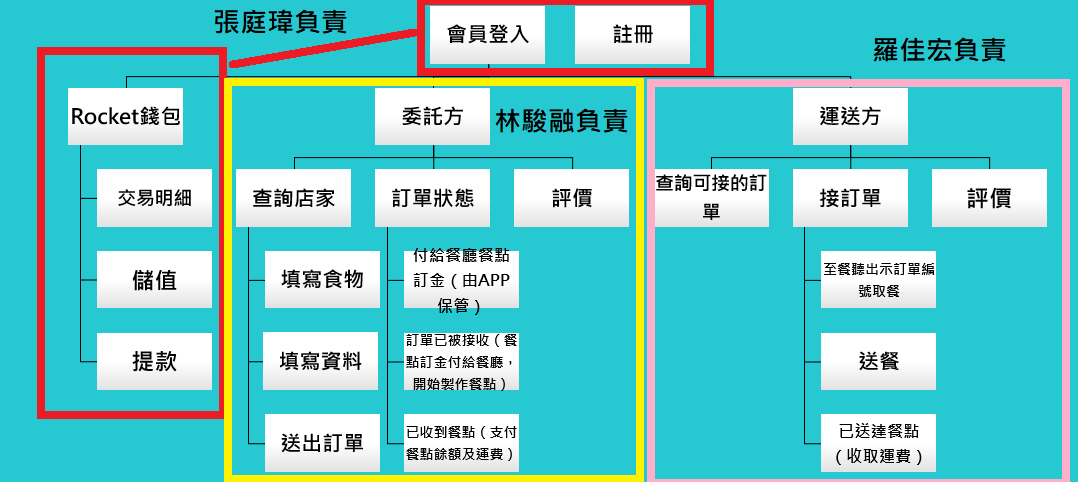 張庭瑋負責
會員登入
註冊
羅佳宏負責
Rocket錢包
交易明細
儲值
提款
委託方
林駿融負責
查詢店家
訂單狀態
評價
填寫食物
填寫資料
送出訂單
付給餐廳餐點
訂金（由APP
保管）
訂單已被接收（餐
點訂金付給餐廳，
開始製作餐點）
已收到餐點（支付
餐點餘額及運費）
運送方
查詢可接的訂
單
接訂單
評價
至餐聽出示訂單編
號取餐
送餐
已送達餐點
（收取運費）